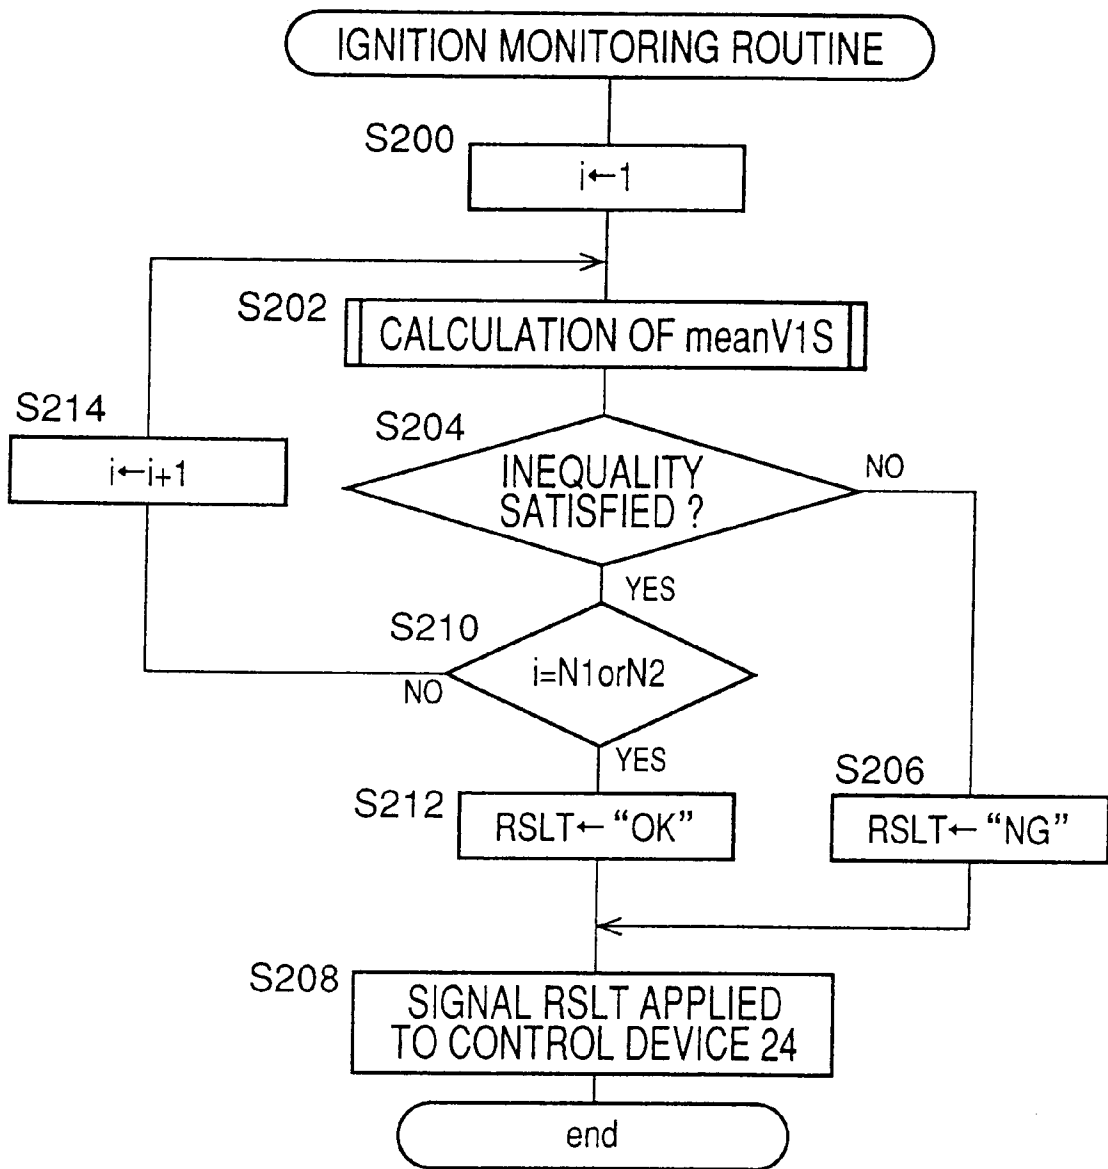 IGNITION MONITORING ROUTINE
S200
i←1
S202
CALCULATION OF meanV1S
S214
i←i+1
S204
INEQUALITY
SATISFIED ?
NO
YES
S210
i=N1orN2
NO
YES
S212
RSLT← “OK”
S206
RSLT← “NG”
S208
SIGNAL RSLT APPLIED
TO CONTROL DEVICE 24
end